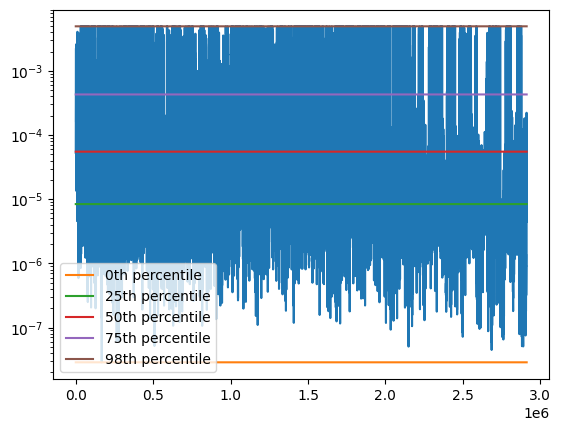 10⁻³
10⁻⁴
10⁻⁵
10⁻⁶
10⁻⁷
0th percentile
25th percentile
50th percentile
75th percentile
98th percentile
0.0 0.5 1.0 1.5 2.0 2.5 3.0
1e6